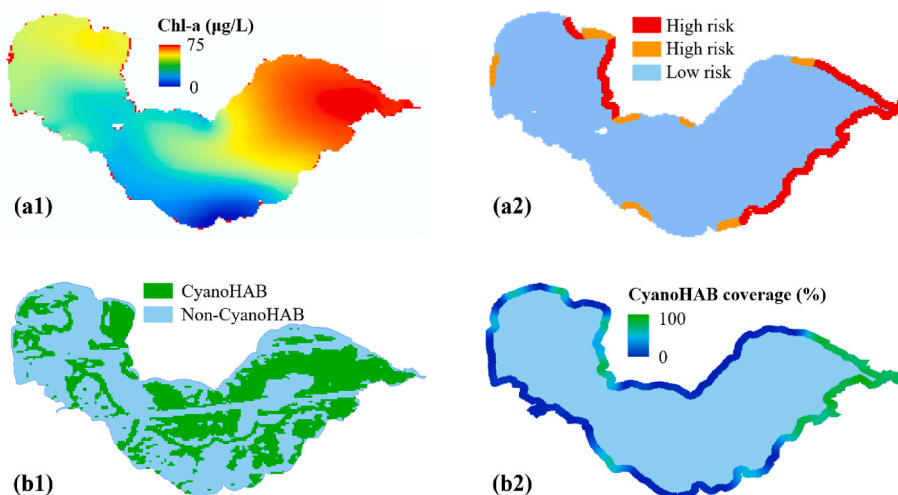 Chl-a (μg/L)
75
0
(a1)
High risk
High risk
Low risk
(a2)
CyanoHAB
Non-CyanoHAB
(b1)
CyanoHAB coverage (%)
100
0
(b2)